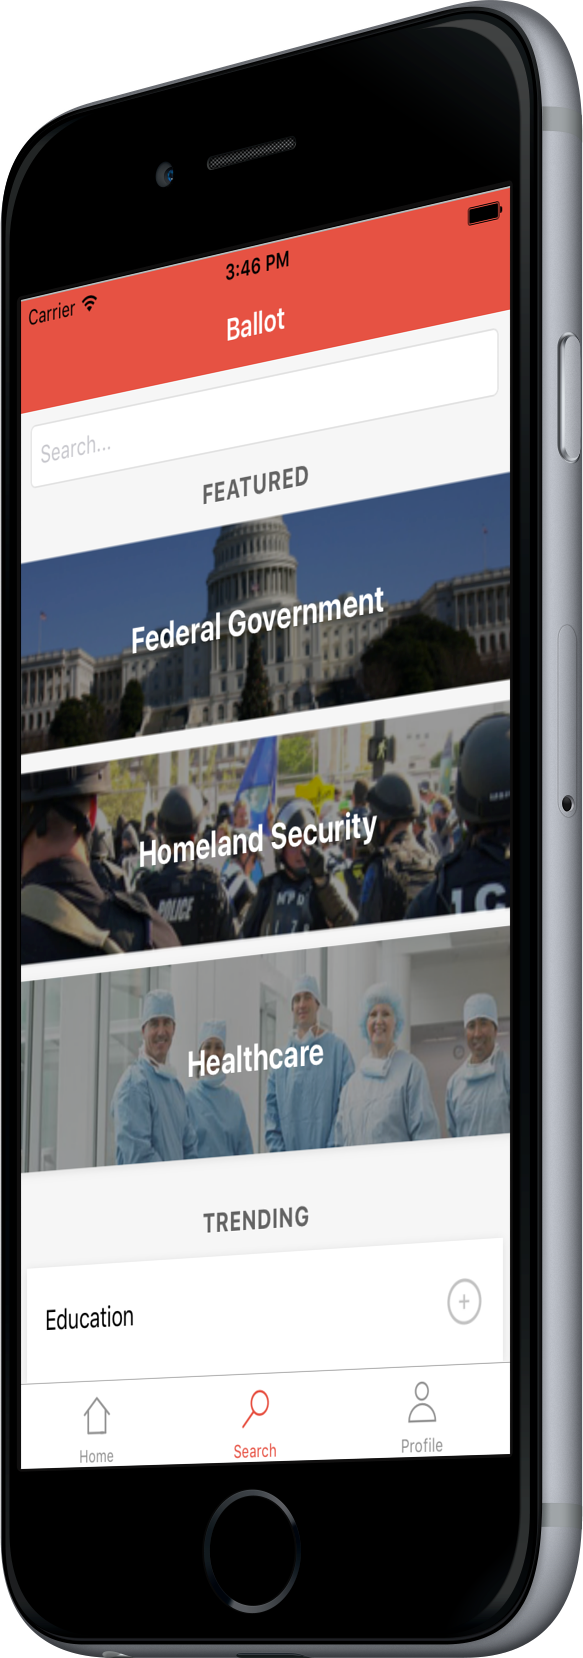 3:46 PM
Carrier
Ballot
Search...
FEATURED
Federal Government
Homeland Security
POLICE
NYPD
Healthcare
TRENDING
Education
Home
Search
Profile